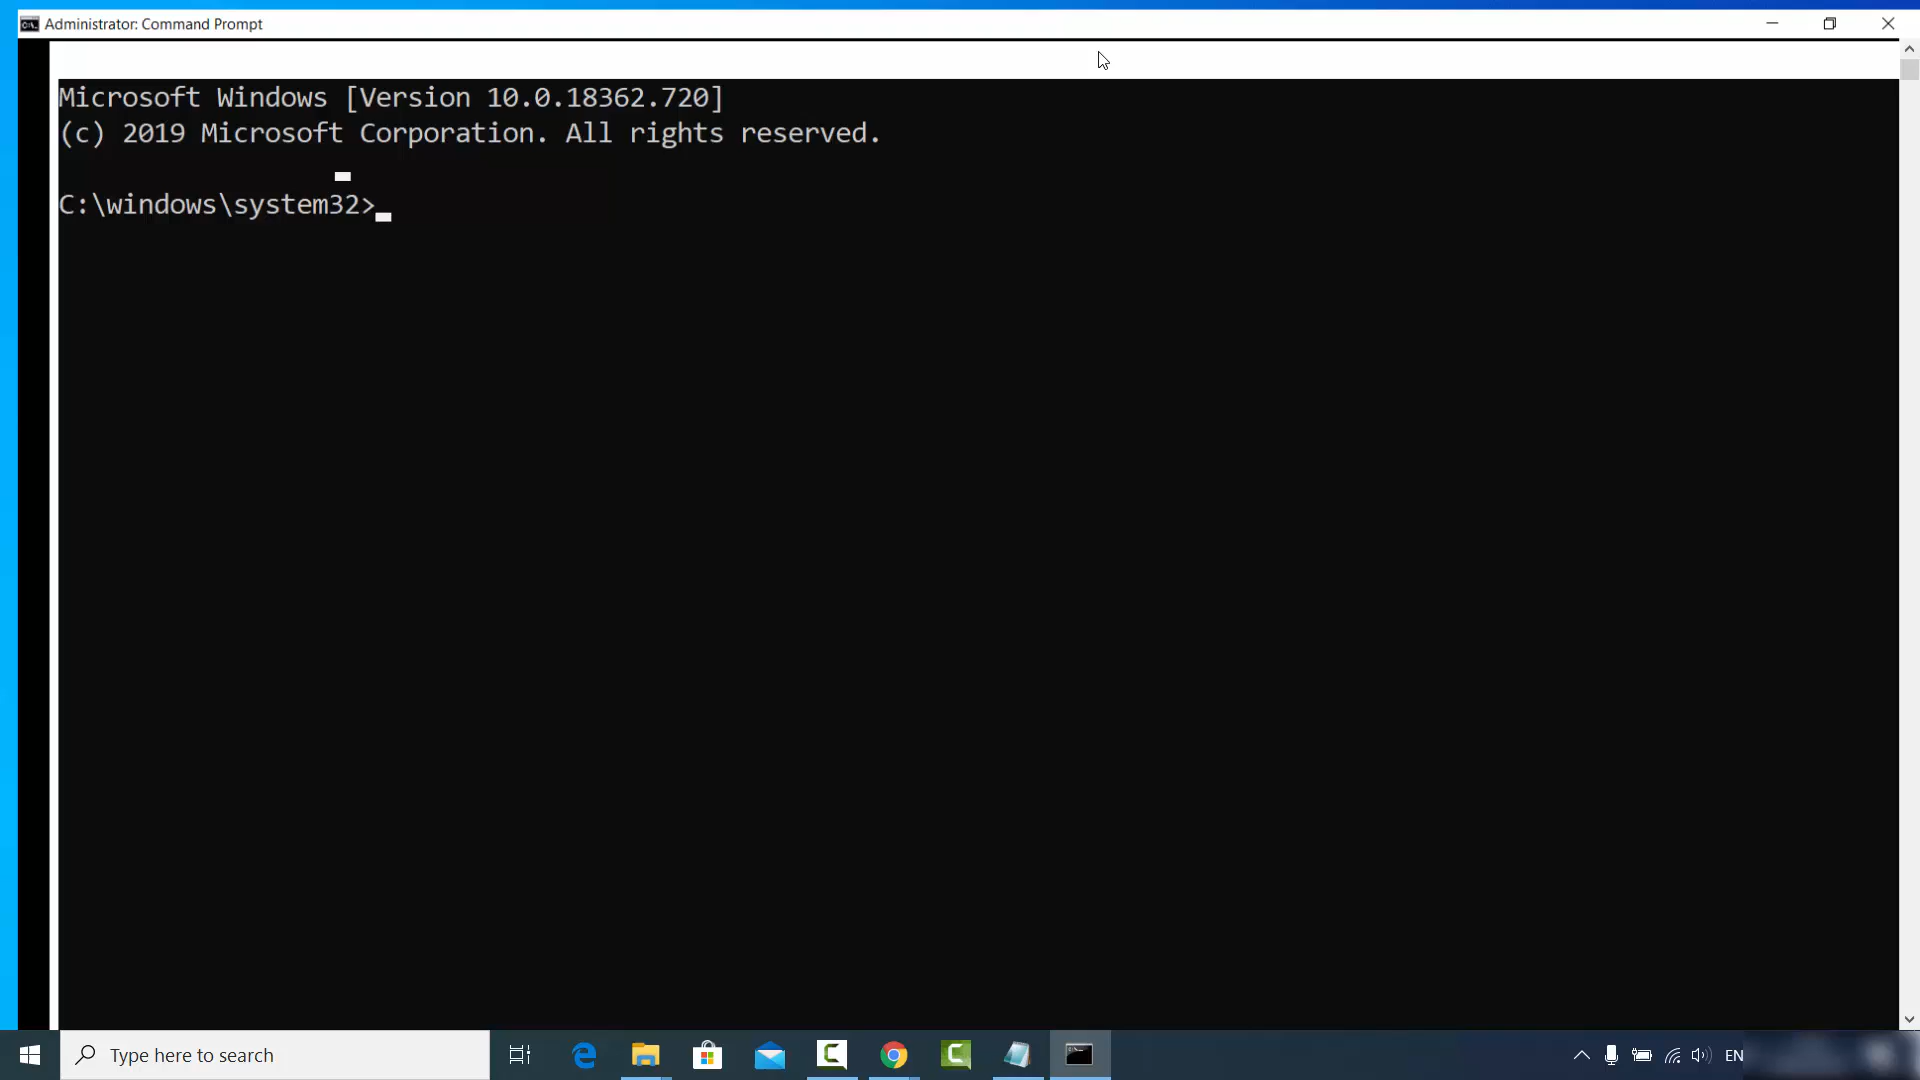 Administrator: Command Prompt
Microsoft Windows [Version 10.0.18362.720]
(c) 2019 Microsoft Corporation. All rights reserved.
C:\windows\system32>
Type here to search
EN